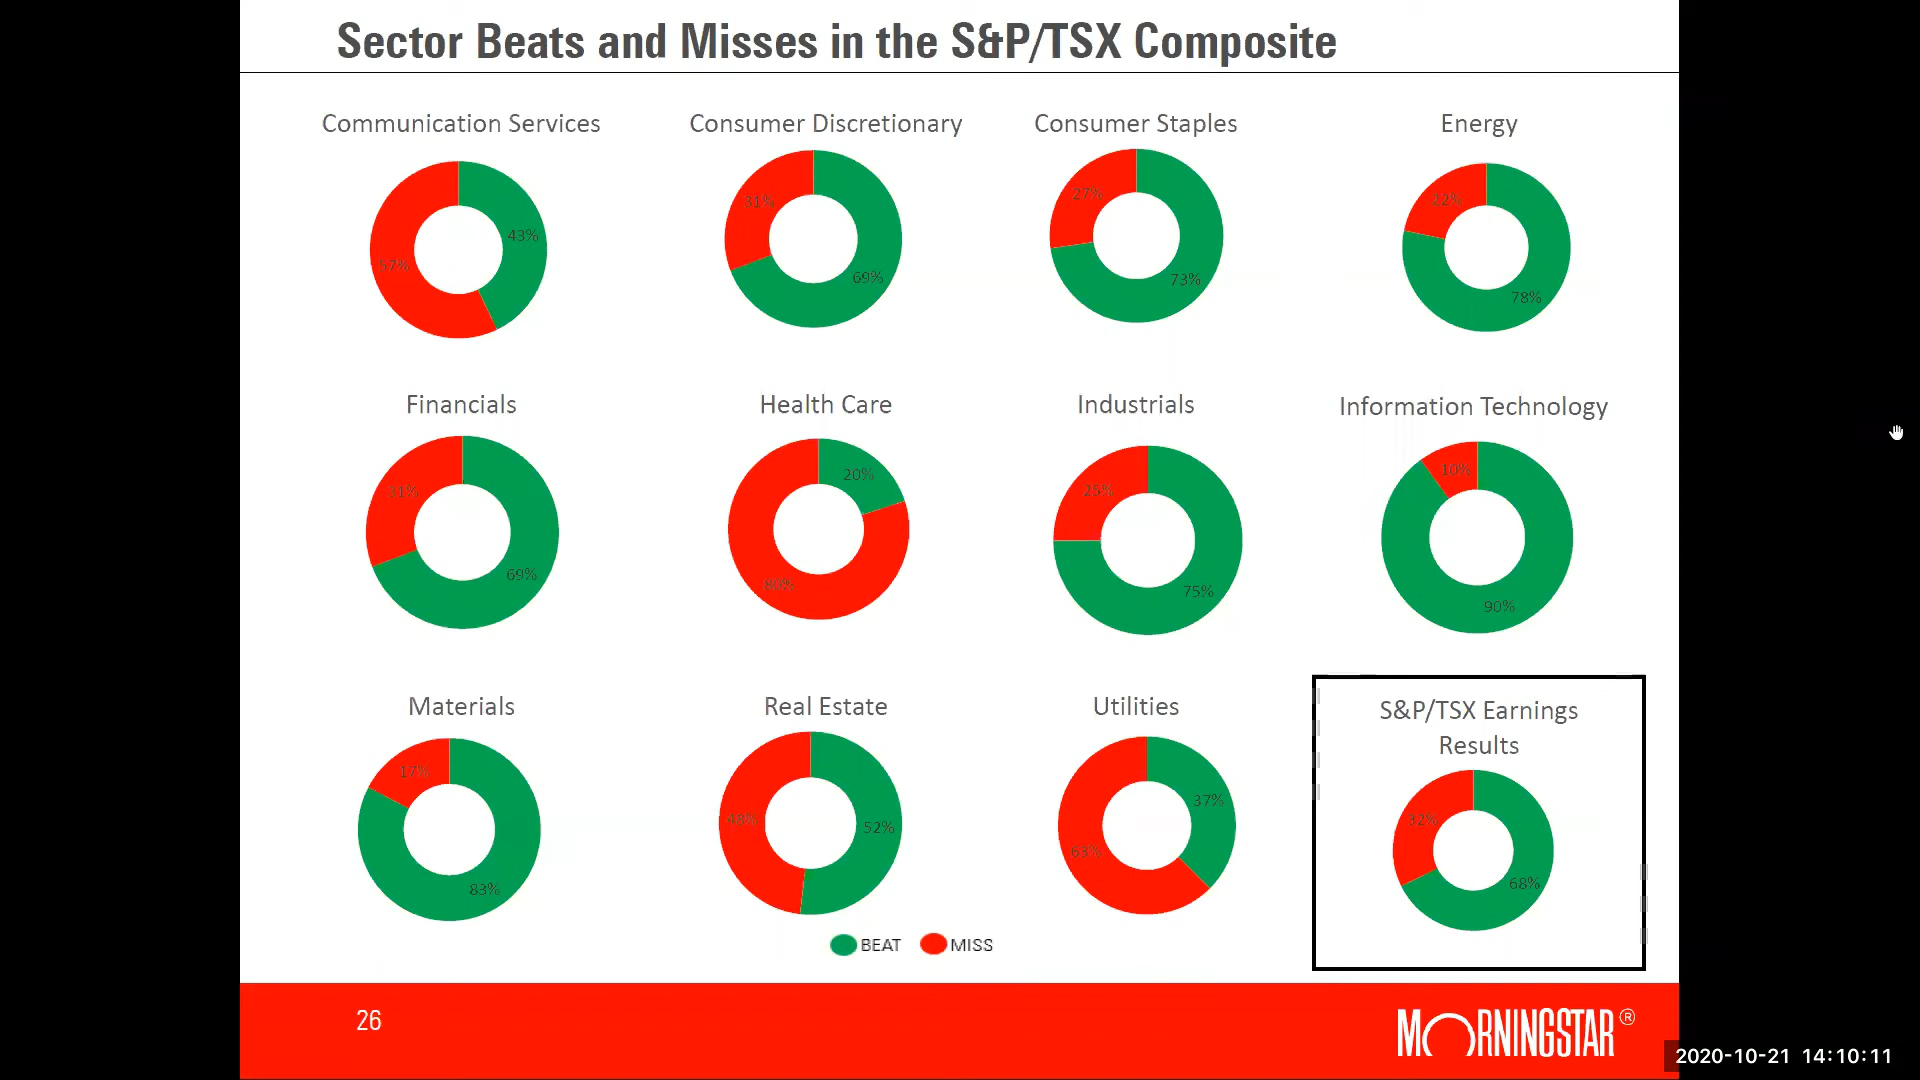 Sector Beats and Misses in the S&P/TSX Composite
Communication Services
43%
57%
Consumer Discretionary
31%
69%
Consumer Staples
27%
73%
Energy
22%
78%
Financials
31%
69%
Health Care
20%
80%
Industrials
25%
75%
Information Technology
10%
90%
Materials
17%
83%
Real Estate
48%
52%
Utilities
37%
63%
S&P/TSX Earnings
Results
32%
68%
BEAT MISS
26
MORNINGSTAR®
2020-10-21 14:10:11